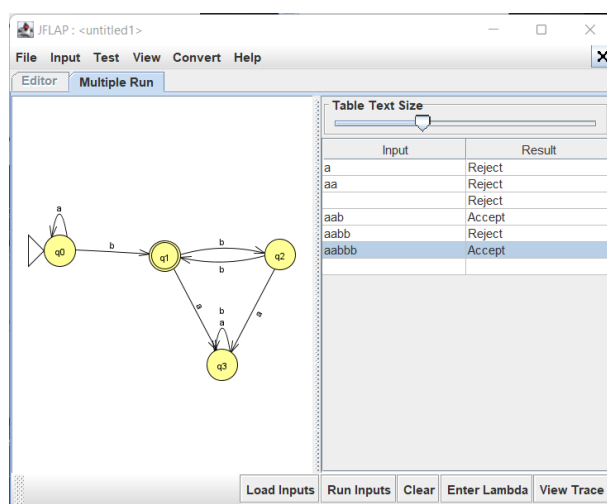 JFLAP : <untitled1>
File Input Test View Convert Help
Editor Multiple Run
Table Text Size
Input Result
a Reject
aa Reject
Reject
aab Accept
aabb Reject
aabbb Accept
a
q0
b
q1
b
b
q2
a
b
a
a
q3
Load Inputs Run Inputs Clear Enter Lambda View Trace